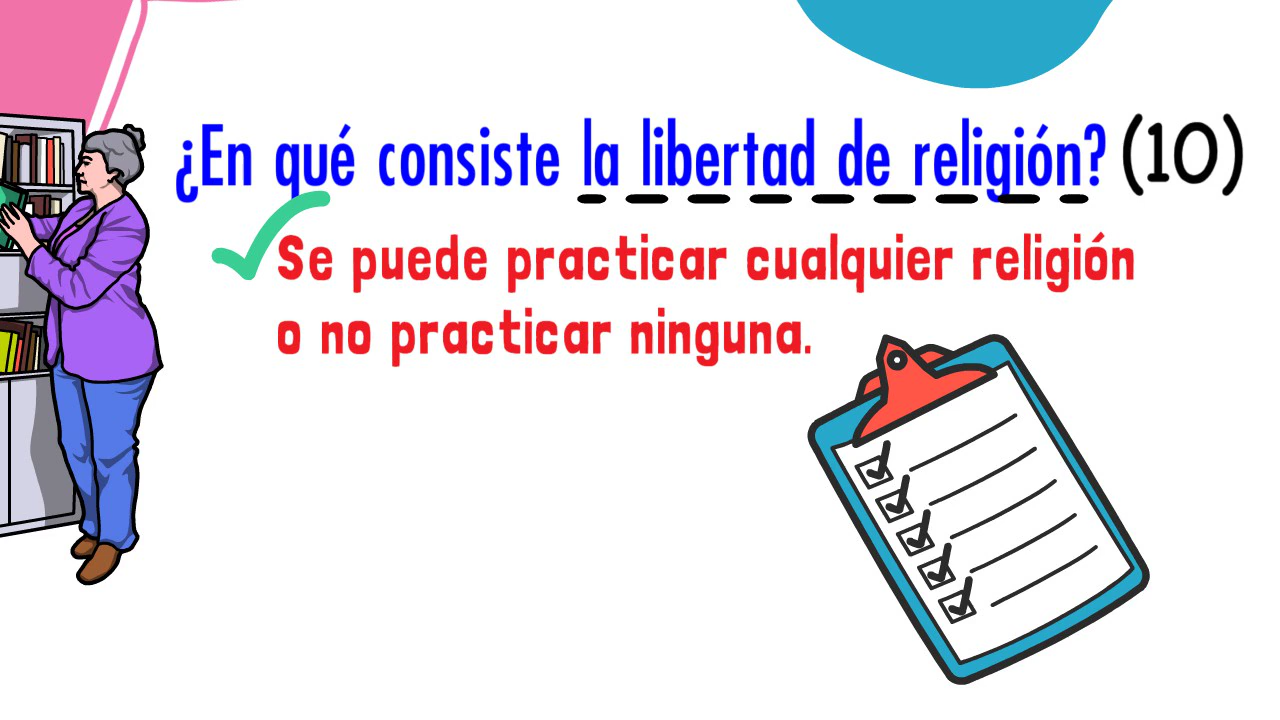 ¿En qué consiste la libertad de religión? (10)
Se puede practicar cualquier religión
o no practicar ninguna.